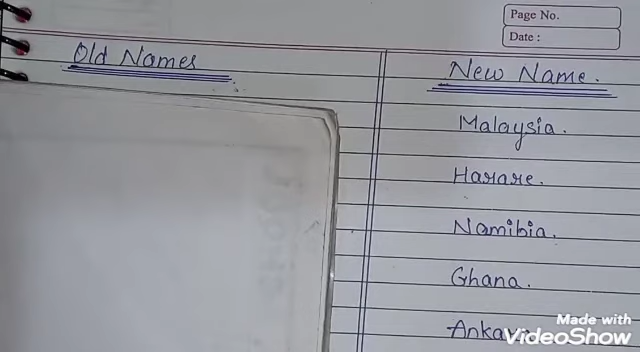 Page No.
Date :
Old Names
New Name.
Malaysia.
Harare.
Namibia.
Ghana.
Made with
VideoShow